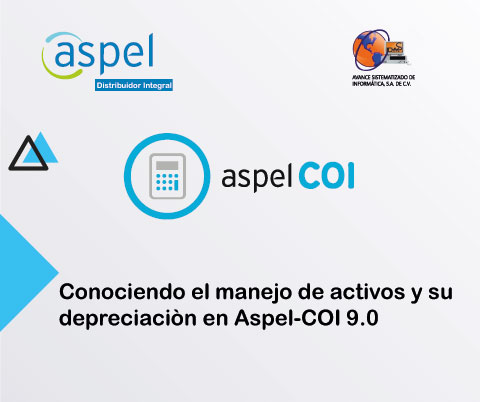 aspel
Distribuidor Integral
AVANCE SISTEMATIZADO DE
INFORMÁTICA, S.A. DE C.V.
aspel COI
Conociendo el manejo de activos y su
depreciaciòn en Aspel-COI 9.0